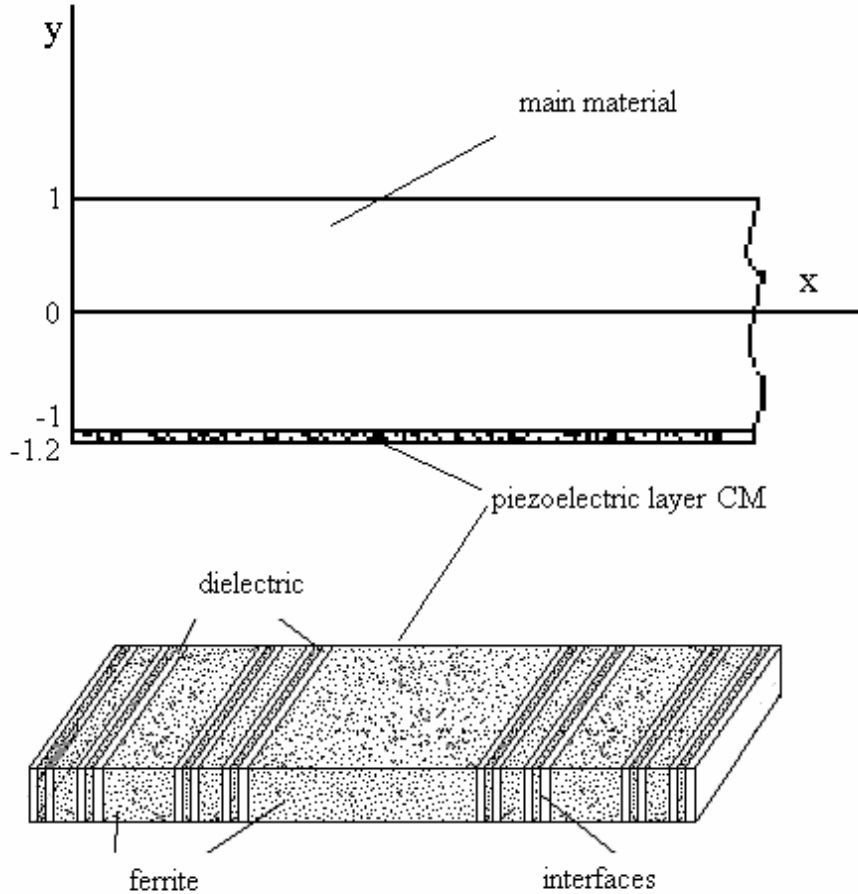 y
main material
1
x
0
-1
-1.2
piezoelectric layer CM
dielectric
ferrite
interfaces